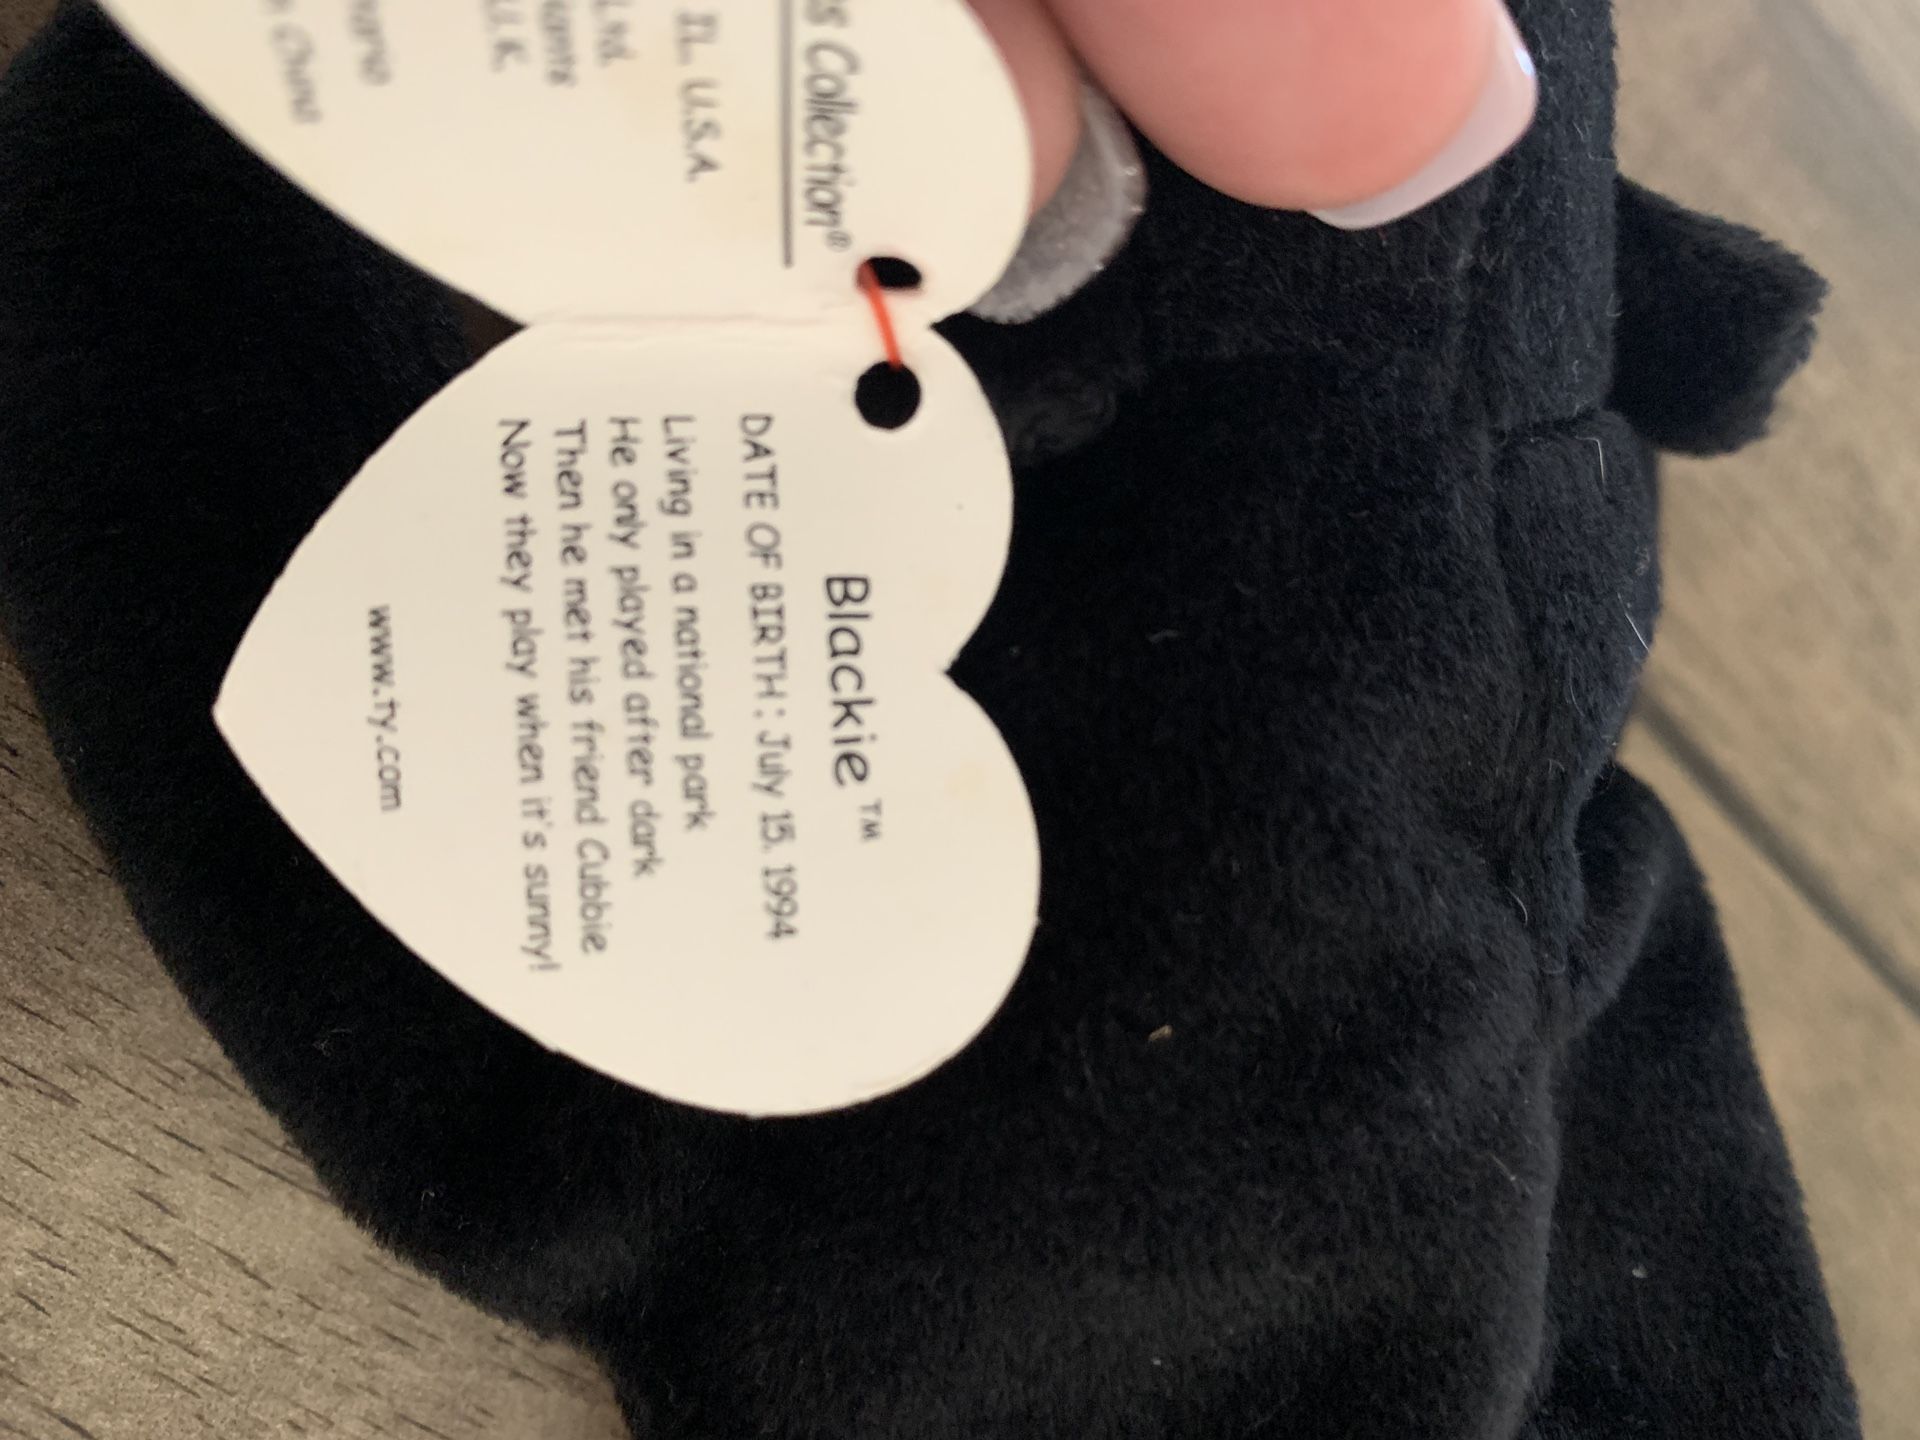 Collection®
IL, U.S.A.
Ltd.
U.K.
China
Blackie™
DATE OF BIRTH : July 15, 1994
Living in a national park
He only played after dark
Then he met his friend Cubbie
Now they play when it's sunny!
www.ty.com